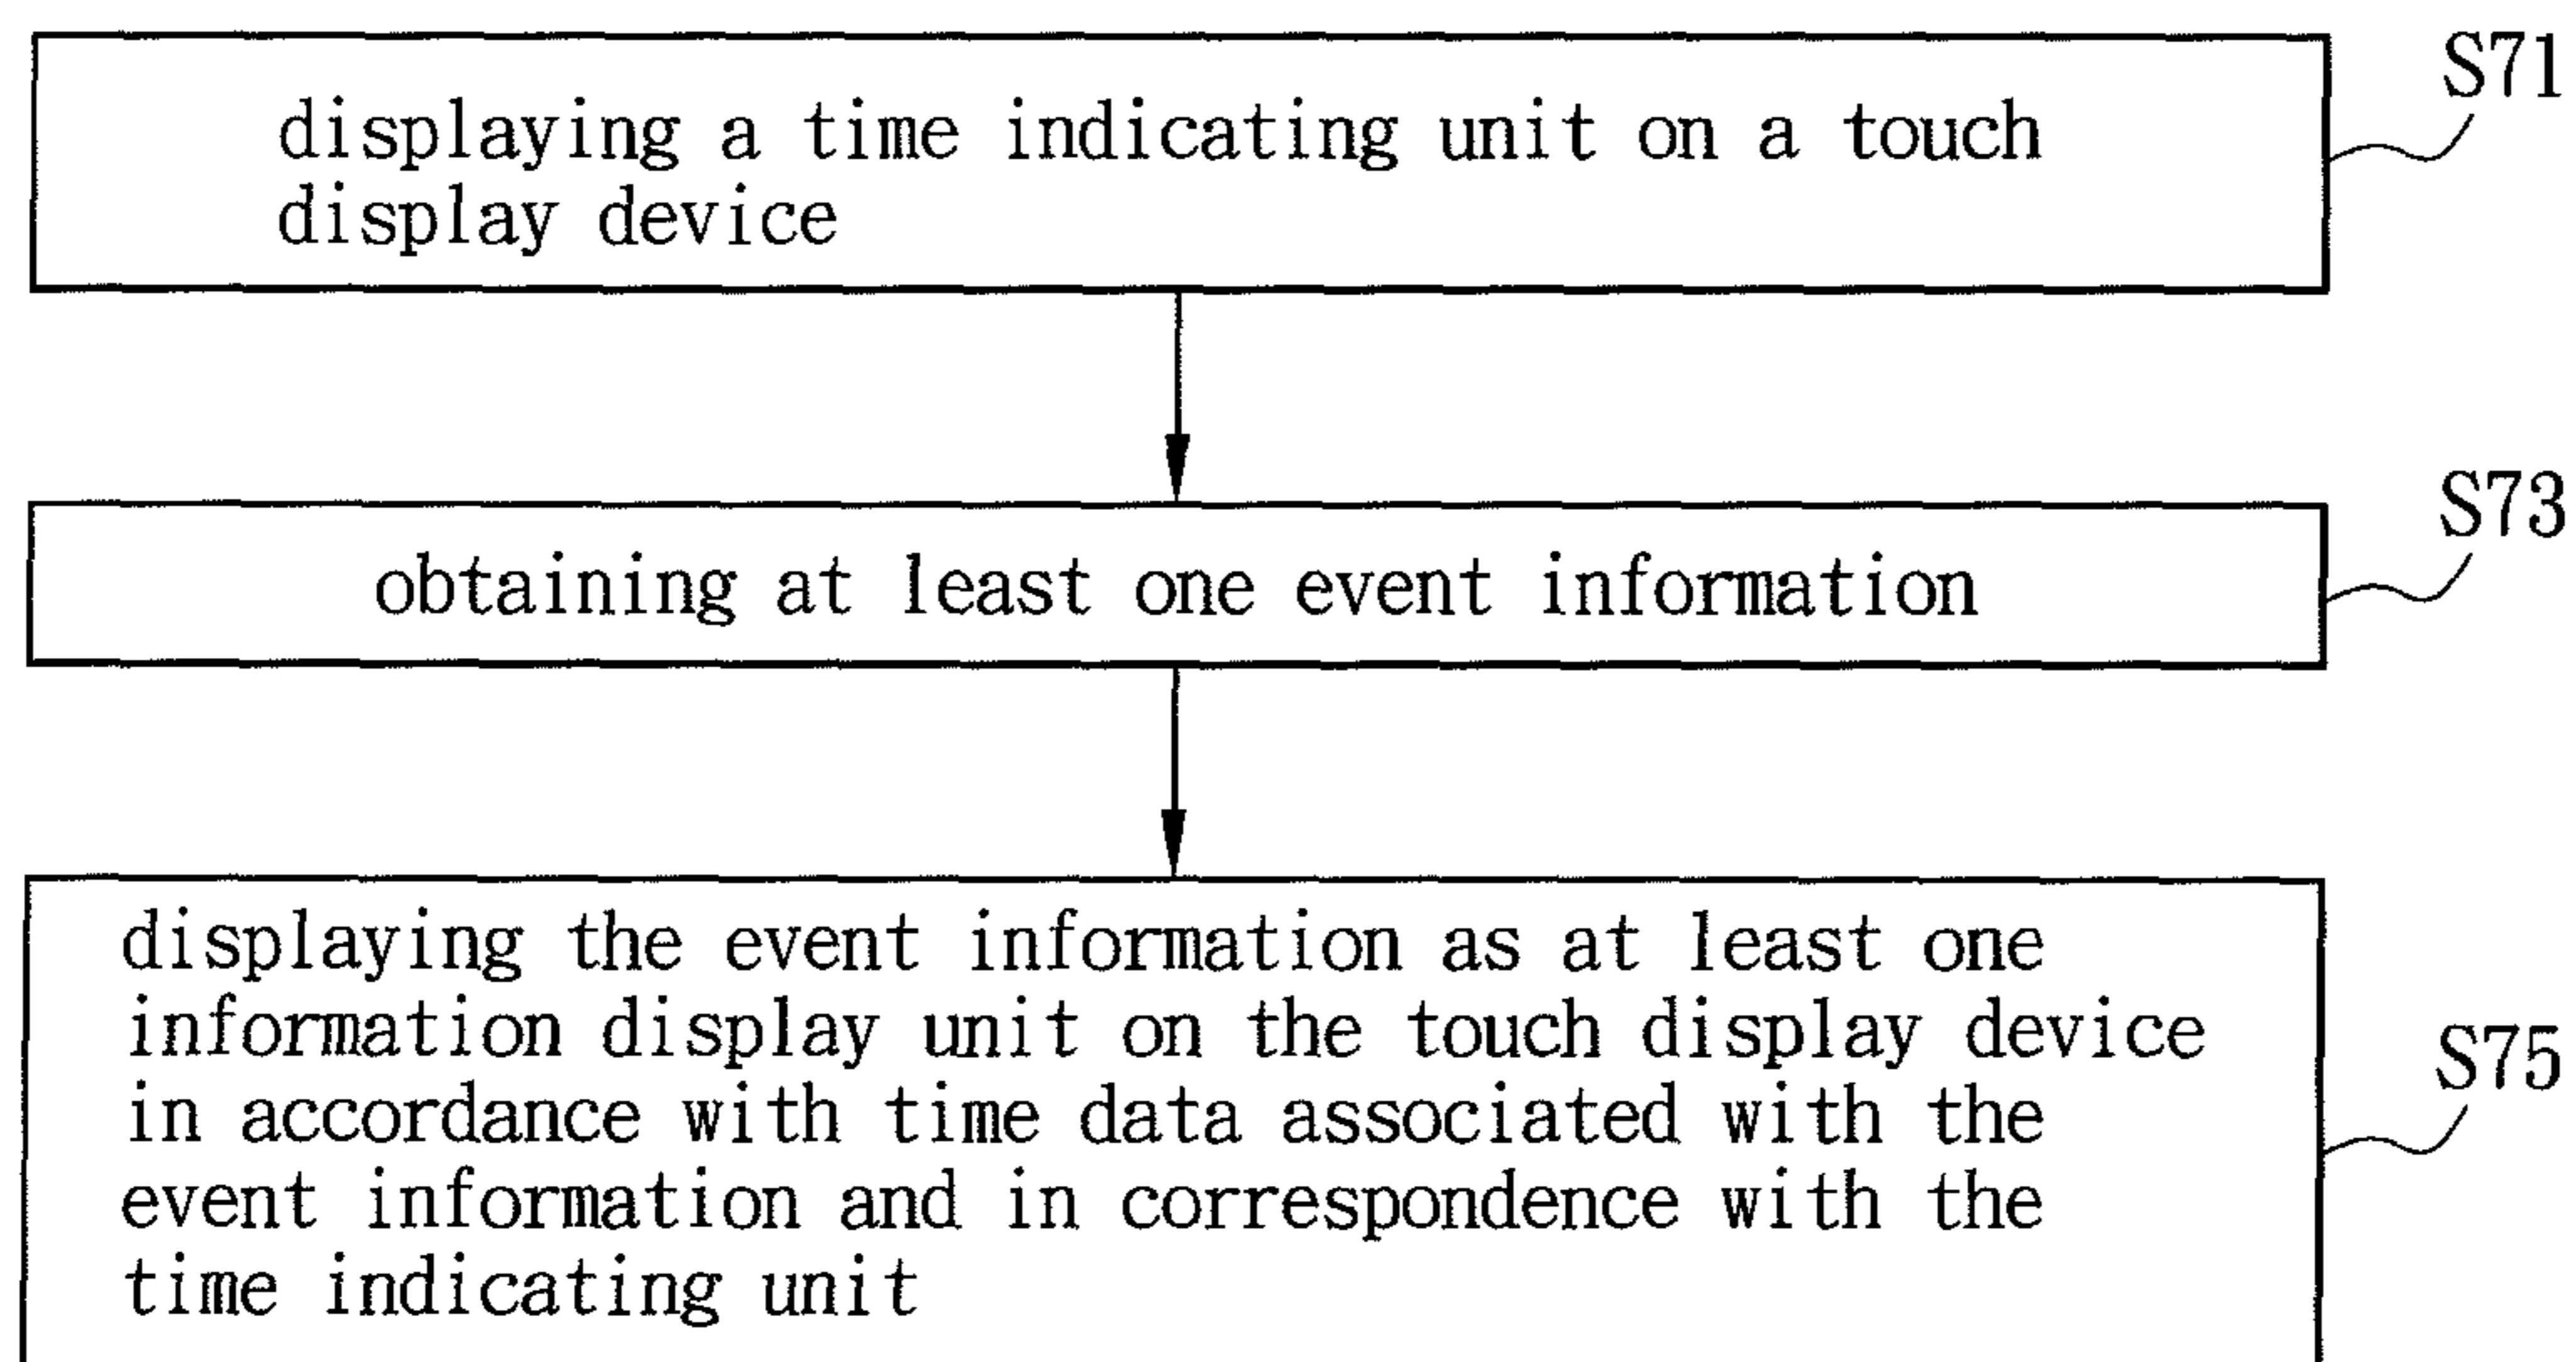 S71
displaying a time indicating unit on a touch
display device
S73
obtaining at least one event information
displaying the event information as at least one
information display unit on the touch display device
S75
in accordance with time data associated with the
event information and in correspondence with the
time indicating unit